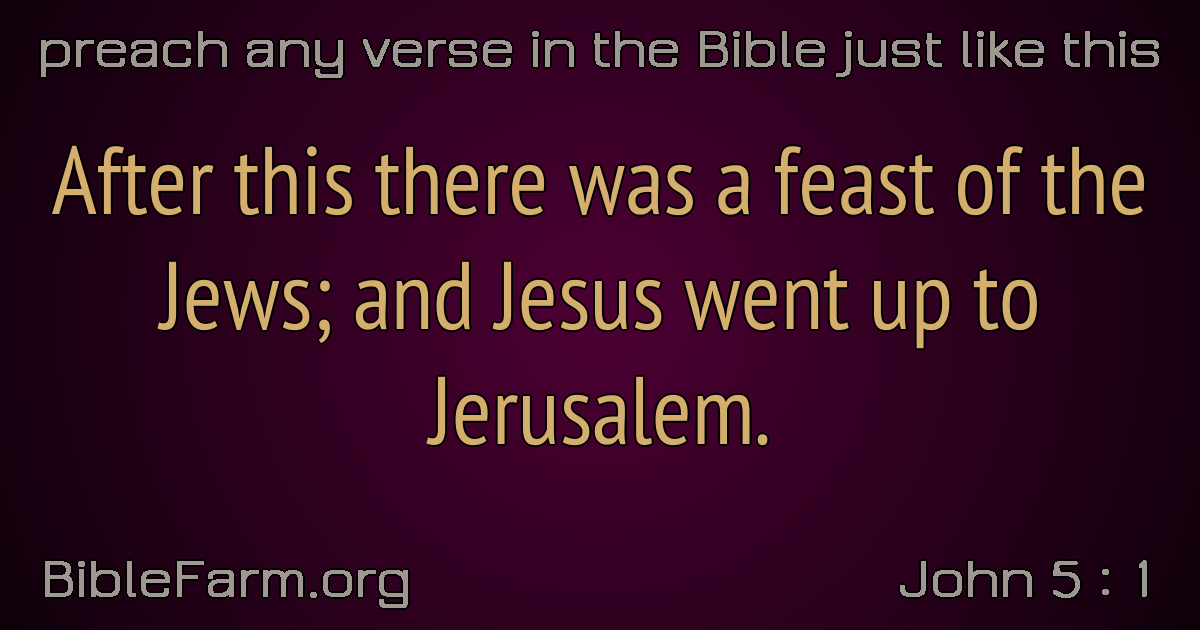 preach any verse in the Bible just like this
After this there was a feast of the
Jews; and Jesus went up to
Jerusalem.
BibleFarm.org
John 5 : 1